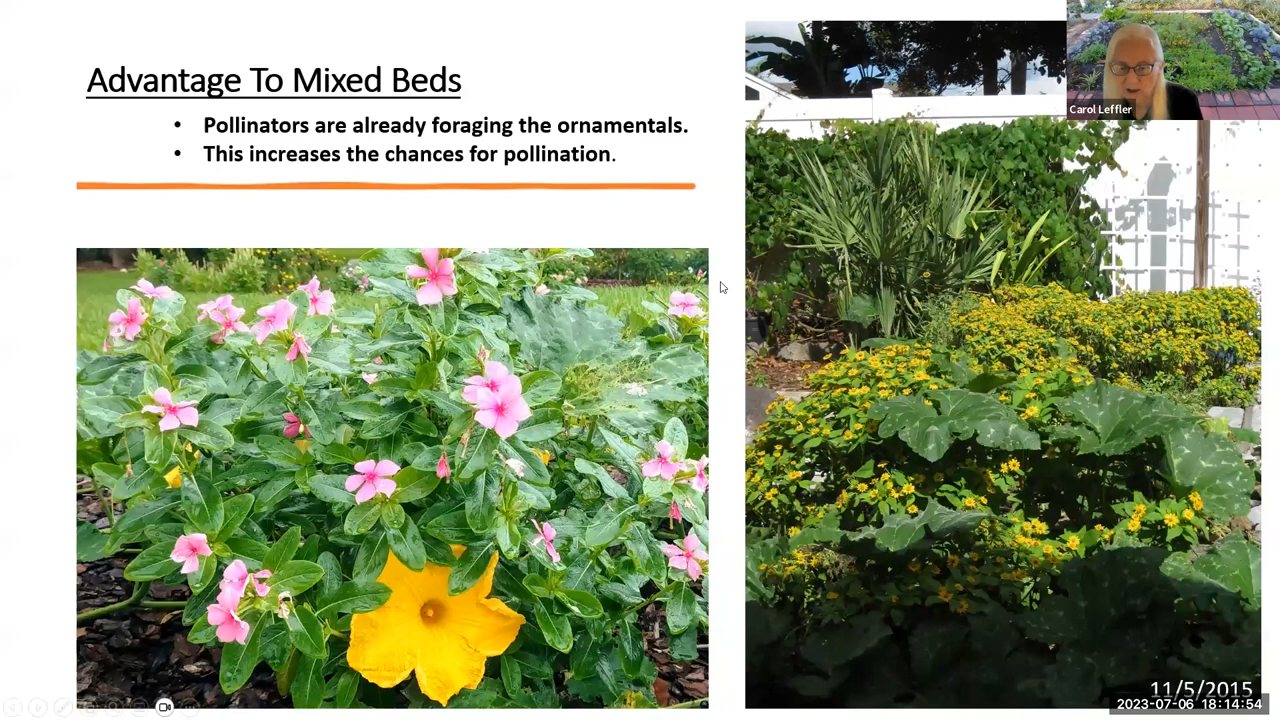 Advantage To Mixed Beds
• Pollinators are already foraging the ornamentals.
• This increases the chances for pollination.
Carol Leffler
11/5/2015
2023-07-06 18:14:54